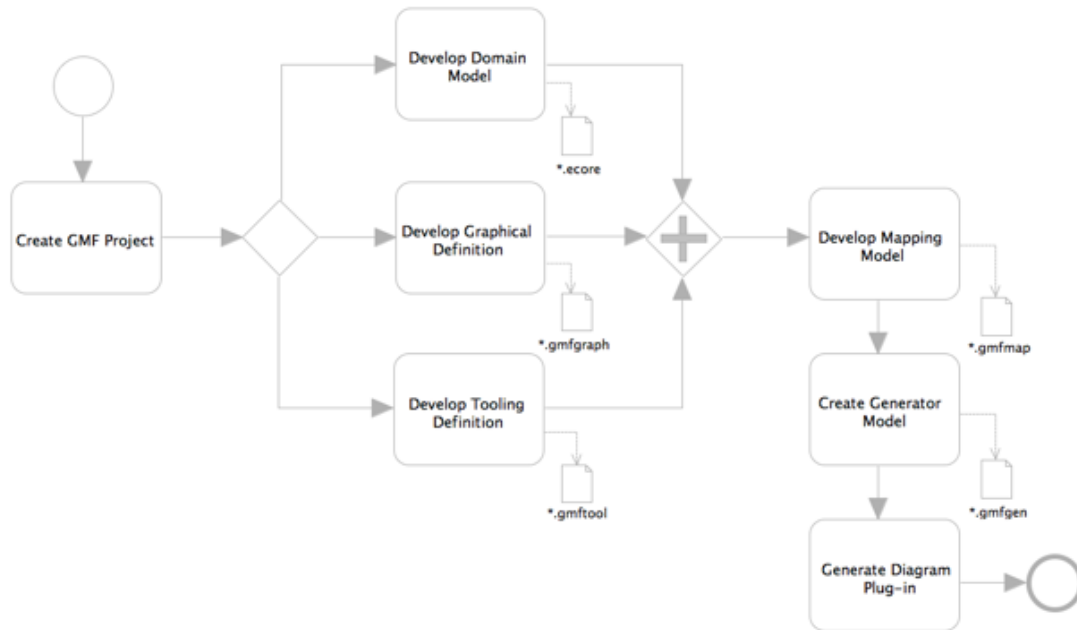 Develop Domain
Model
*.ecore
Create GMF Project
Develop Graphical
Definition
*.gmfgraph
Develop Tooling
Definition
*.gmftool
Develop Mapping
Model
*.gmfmap
Create Generator
Model
*.gmfgen
Generate Diagram
Plug-in